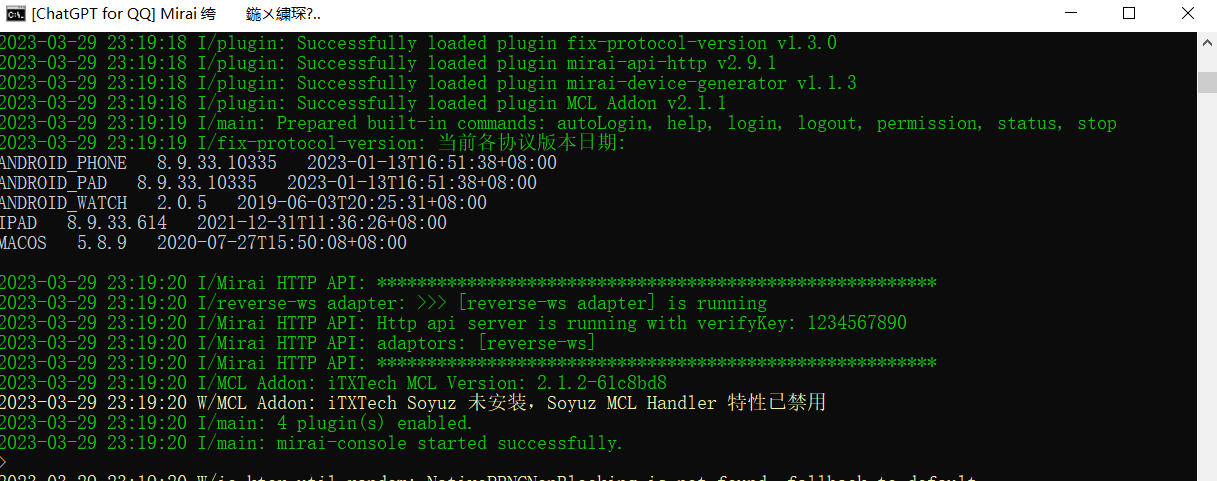 [ChatGPT for QQ] Mirai 缔 鍦ㄨ繍琛?..
2023-03-29 23:19:18 I/plugin: Successfully loaded plugin fix-protocol-version v1.3.0
2023-03-29 23:19:18 I/plugin: Successfully loaded plugin mirai-api-http v2.9.1
2023-03-29 23:19:18 I/plugin: Successfully loaded plugin mirai-device-generator v1.1.3
2023-03-29 23:19:18 I/plugin: Successfully loaded plugin MCL Addon v2.1.1
2023-03-29 23:19:19 I/main: Prepared built-in commands: autoLogin, help, login, logout, permission, status, stop
2023-03-29 23:19:19 I/fix-protocol-version: 当前各协议版本日期:
ANDROID_PHONE 8.9.33.10335 2023-01-13T16:51:38+08:00
ANDROID_PAD 8.9.33.10335 2023-01-13T16:51:38+08:00
ANDROID_WATCH 2.0.5 2019-06-03T20:25:31+08:00
IPAD 8.9.33.614 2021-12-31T11:36:26+08:00
MACOS 5.8.9 2020-07-27T15:50:08+08:00
2023-03-29 23:19:20 I/Mirai HTTP API: ********************************************************
2023-03-29 23:19:20 I/reverse-ws adapter: >>> [reverse-ws adapter] is running
2023-03-29 23:19:20 I/Mirai HTTP API: Http api server is running with verifyKey: 1234567890
2023-03-29 23:19:20 I/Mirai HTTP API: adaptors: [reverse-ws]
2023-03-29 23:19:20 I/Mirai HTTP API: ********************************************************
2023-03-29 23:19:20 I/MCL Addon: iTXTech MCL Version: 2.1.2-61c8bd8
2023-03-29 23:19:20 W/MCL Addon: iTXTech Soyuz 未安装，Soyuz MCL Handler 特性已禁用
2023-03-29 23:19:20 I/main: 4 plugin(s) enabled.
2023-03-29 23:19:20 I/main: mirai-console started successfully.
>